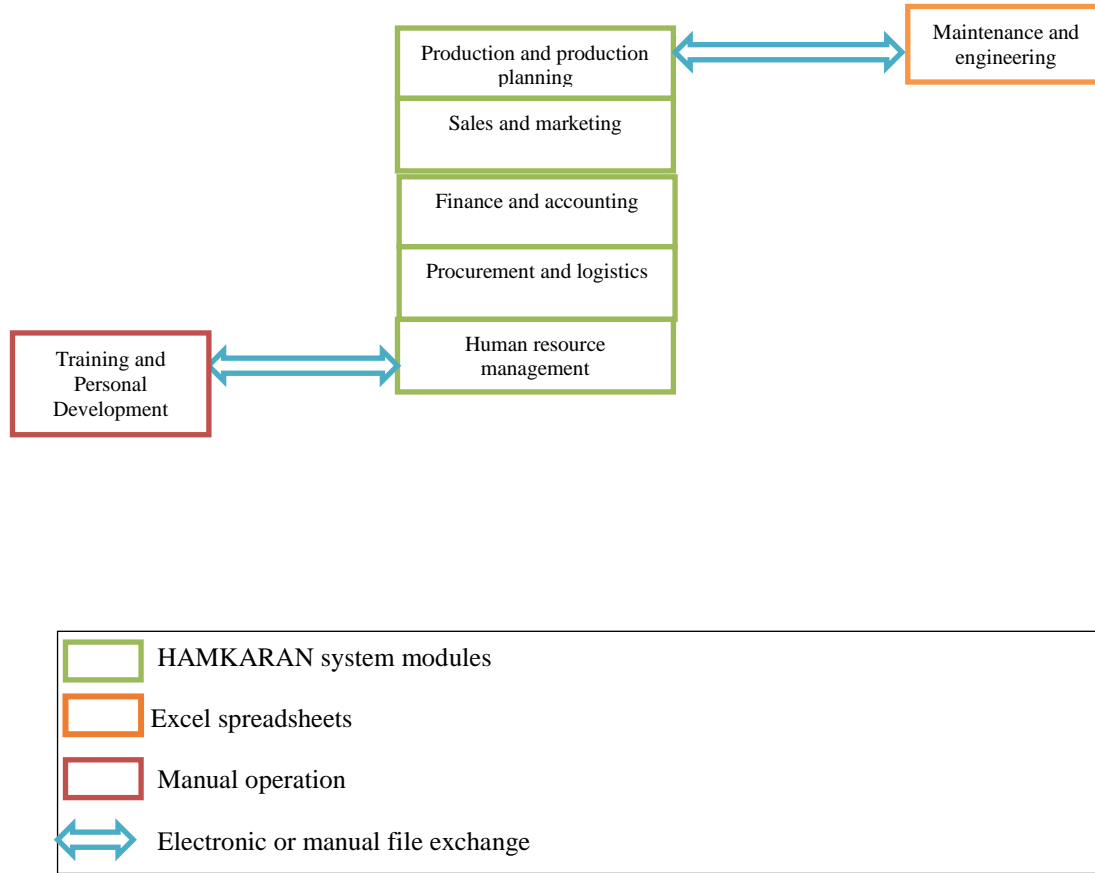 Production and production
planning
Maintenance and
engineering
Sales and marketing
Finance and accounting
Procurement and logistics
Human resource
management
Training and
Personal
Development
HAMKARAN system modules
Excel spreadsheets
Manual operation
Electronic or manual file exchange